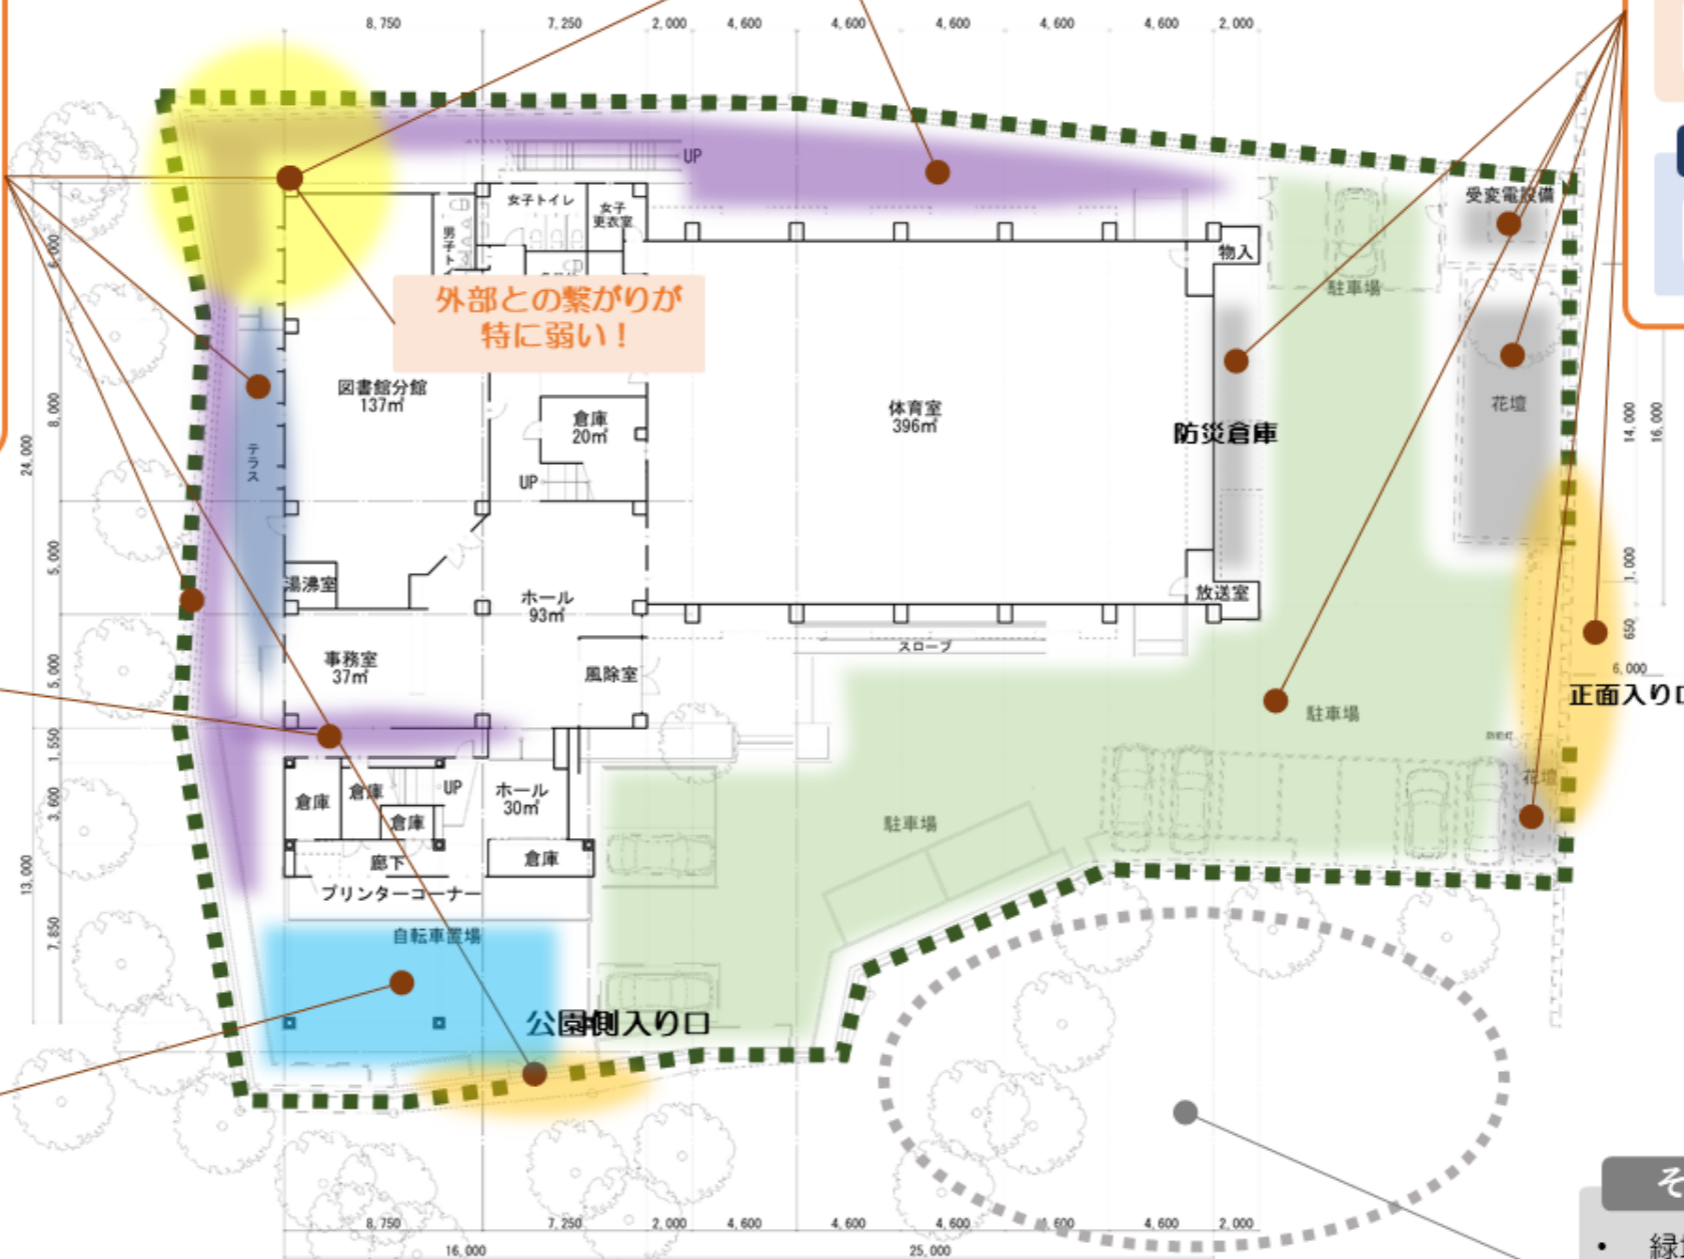 8,750
7,250
2,000
4,600
4,600
4,600
4,600
4,600
2,000
UP
受変電設備
女子トイレ
女子
更衣室
男子ト
物入
駐車場
6,000
外部との繋がりが
特に弱い！
図書館分館
137㎡
倉庫
20㎡
体育室
396㎡
防災倉庫
花壇
14,000
16,000
8,000
24,000
テラス
UP
5,000
湯沸室
ホール
93㎡
放送室
1,000
650
スロープ
事務室
37㎡
風除室
5,000
6,000
正面入り口
駐車場
1,550
花壇
倉庫
倉庫
UP
ホール
30㎡
3,600
倉庫
駐車場
廊下
倉庫
13,000
プリンターコーナー
7,850
自転車置場
公園側入り口
そ
8,750
7,250
2,000
4,600
4,600
4,600
4,600
4,600
2,000
16,000
25,000
• 緑